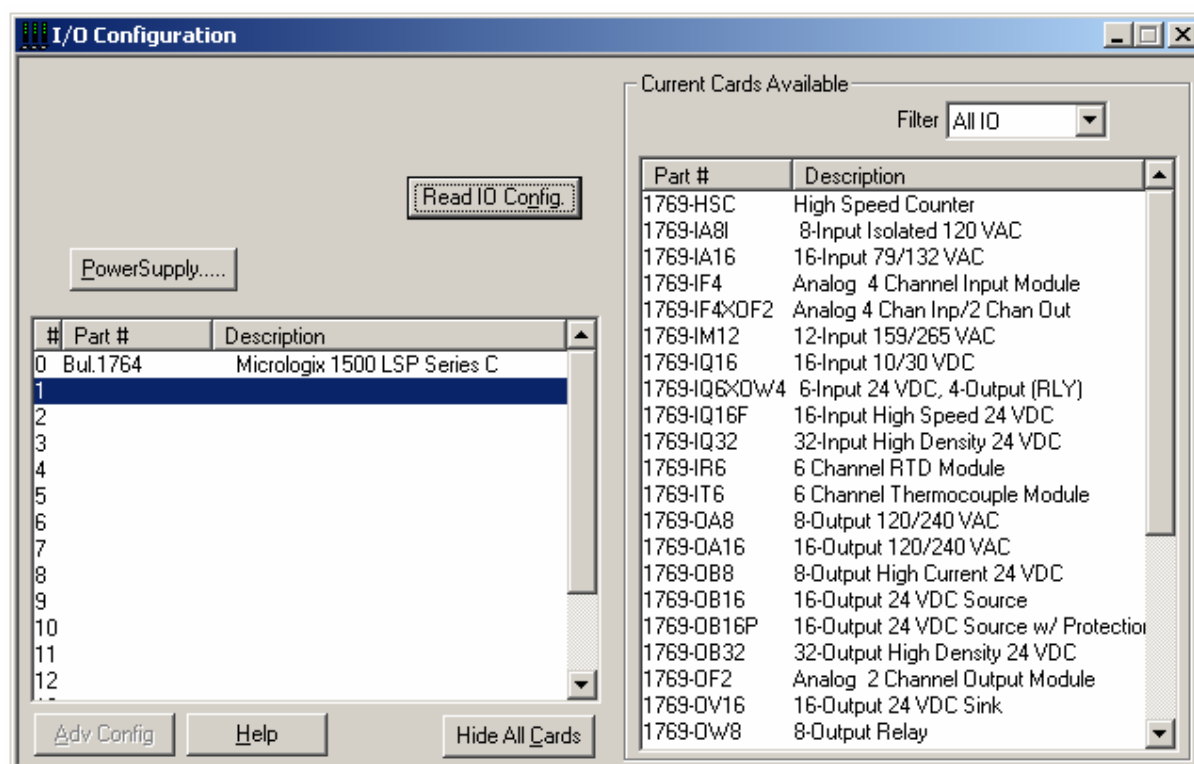 I/O Configuration
Read IO Config.
PowerSupply.....
# Part # Description
0 Bul.1764 Micrologix 1500 LSP Series C
1
2
3
4
5
6
7
8
9
10
11
12
Adv Config Help Hide All Cards
Current Cards Available
Filter All IO
Part # Description
1769-HSC High Speed Counter
1769-IA8I 8-Input Isolated 120 VAC
1769-IA16 16-Input 79/132 VAC
1769-IF4 Analog 4 Channel Input Module
1769-IF4XOF2 Analog 4 Chan Inp/2 Chan Out
1769-IM12 12-Input 159/265 VAC
1769-IQ16 16-Input 10/30 VDC
1769-IQ6XOW4 6-Input 24 VDC, 4-Output (RLY)
1769-IQ16F 16-Input High Speed 24 VDC
1769-IQ32 32-Input High Density 24 VDC
1769-IR6 6 Channel RTD Module
1769-IT6 6 Channel Thermocouple Module
1769-OA8 8-Output 120/240 VAC
1769-OA16 16-Output 120/240 VAC
1769-OB8 8-Output High Current 24 VDC
1769-OB16 16-Output 24 VDC Source
1769-OB16P 16-Output 24 VDC Source w/ Protection
1769-OB32 32-Output High Density 24 VDC
1769-OF2 Analog 2 Channel Output Module
1769-OV16 16-Output 24 VDC Sink
1769-OW8 8-Output Relay